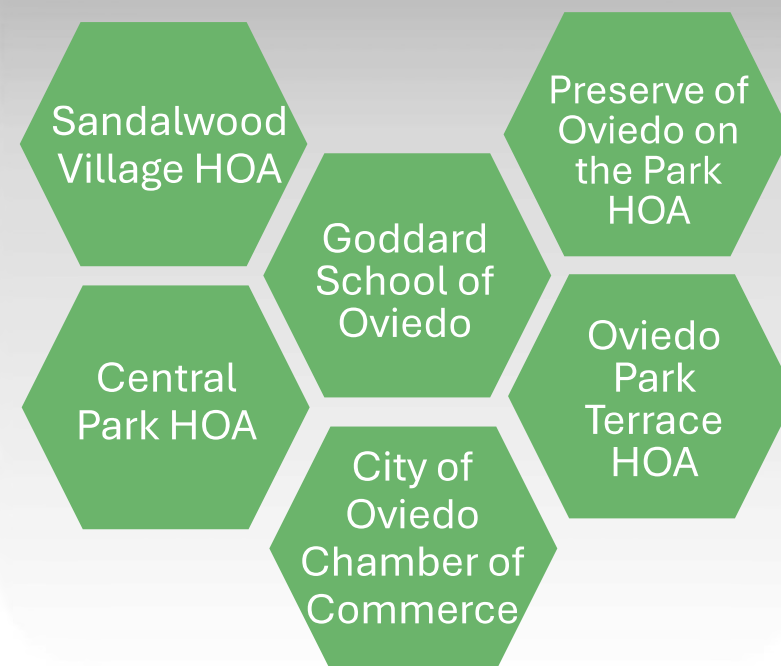 Sandalwood
Village HOA
Preserve of
Oviedo on
the Park
HOA
Goddard
School of
Oviedo
Central
Park HOA
Oviedo
Park
Terrace
HOA
City of
Oviedo
Chamber of
Commerce